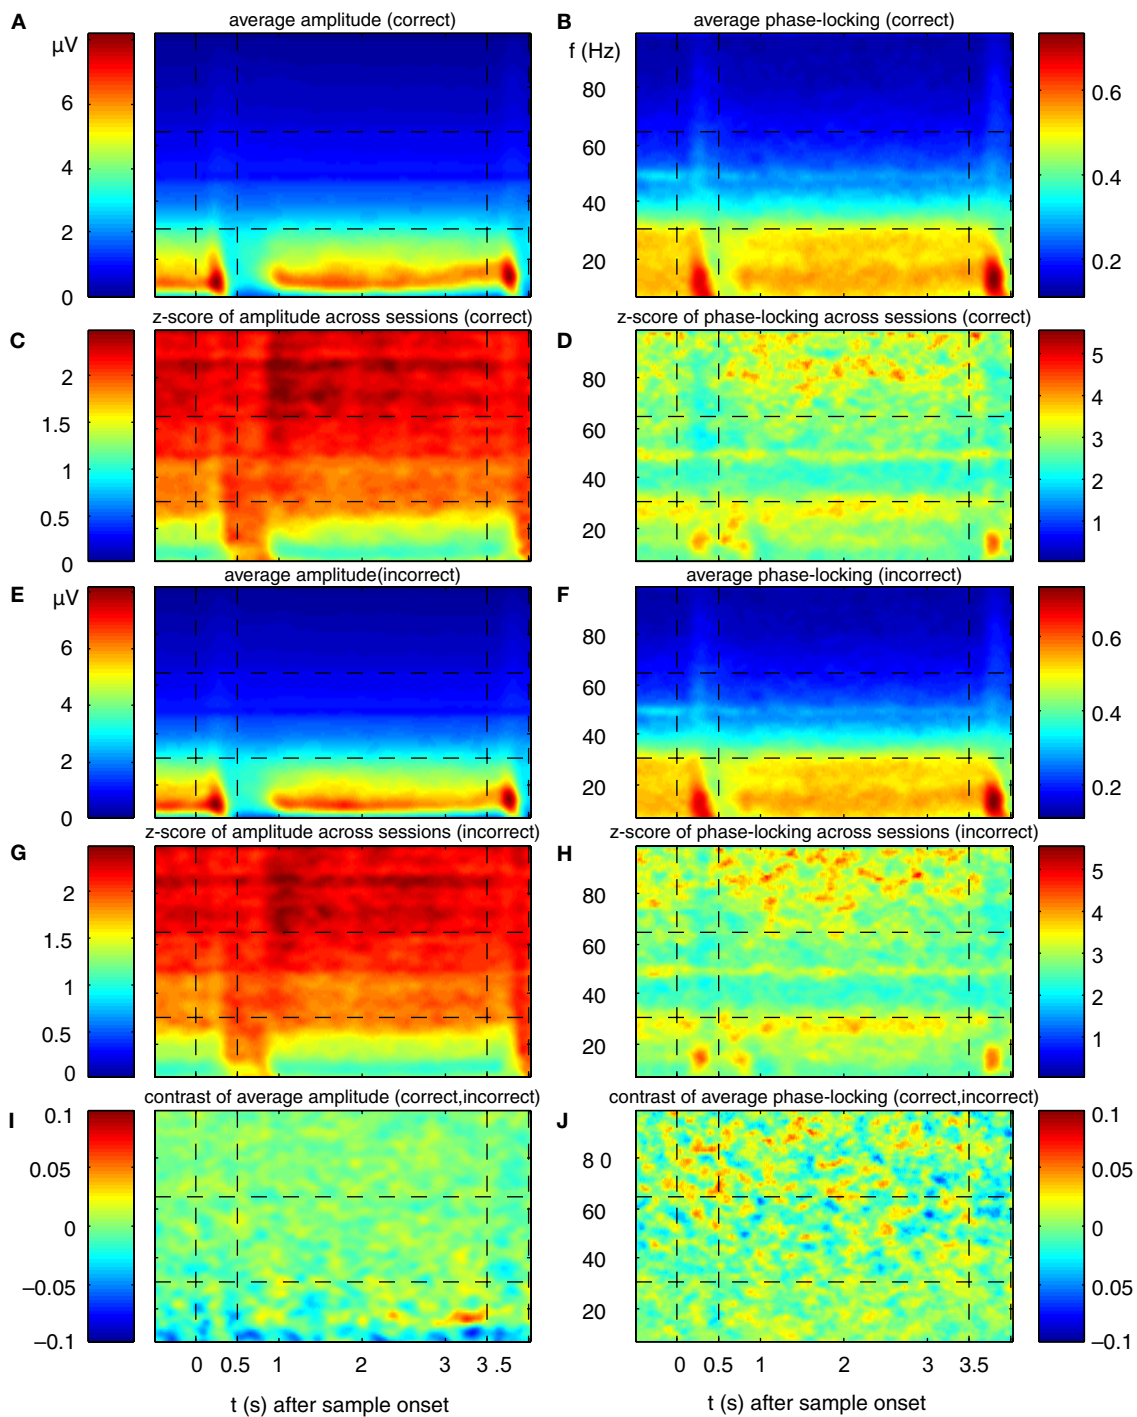 A average amplitude (correct) B average phase-locking (correct)
µV f (Hz)
6 80 0.6
60
4 0.4
40
2 20 0.2
0
z-score of amplitude across sessions (correct) z-score of phase-locking across sessions (correct)
C D
2 80 5
1.5 60 4
1 40 3
0.5 20 2
0 1
average amplitude(incorrect) average phase-locking (incorrect)
E F
µV
6 80 0.6
4 60 0.4
2 40 0.2
0 20
z-score of amplitude across sessions (incorrect) z-score of phase-locking across sessions (incorrect)
G H
2 80 5
1.5 60 4
1 40 3
0.5 20 2
0 1
contrast of average amplitude (correct,incorrect) contrast of average phase-locking (correct,incorrect)
I J
0.1 0.1
0.05 8 0 0.05
0 60 0
−0.05 40 0.05
−0.1 20 −0.1
0 0.5 1 2 3 3 .5 0 0.5 1 2 3 3.5
t (s) after sample onset t (s) after sample onset